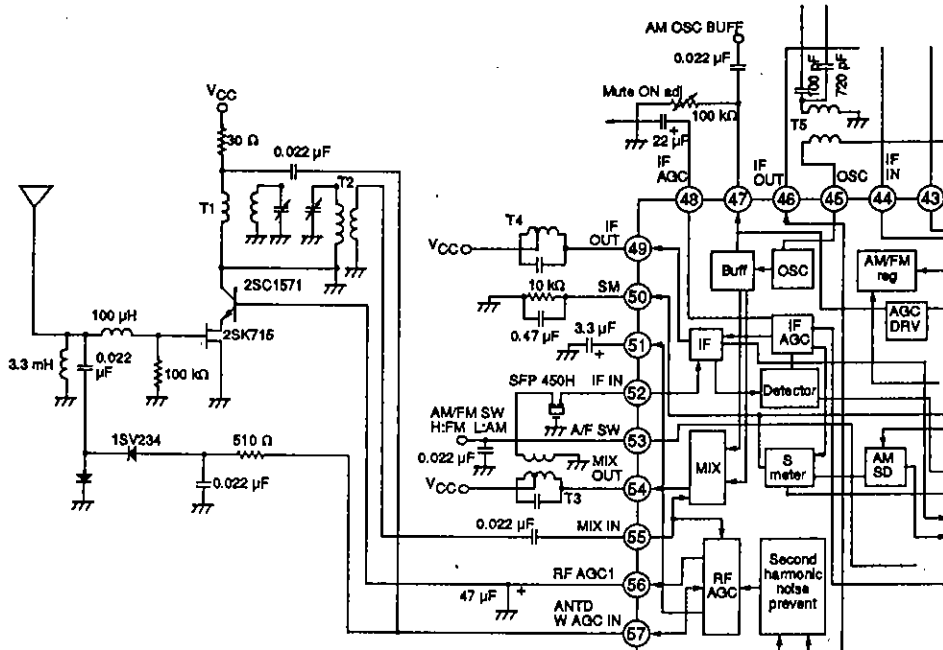 AM OSC BUFF
0.022 µF
100 pF
720 pF
VCC
Mute ON adj
100 kΩ
30 Ω
0.022 µF
22 µF
+
T5
IF AGC
IF OUT
OSC
IF IN
T1
T2
48
47
46
45
44
43
T4
IF OUT
VCC
49
Buff
OSC
AM/FM reg
2SC1571
10 kΩ
SM
50
AGC DRV
100 µH
2SK715
0.47 µF
3.3 µF
+
51
IF
IF AGC
3.3 mH
0.022 µF
100 kΩ
SFP 450H
IF IN
52
Detector
AM/FM SW
H:FM L:AM
A/F SW
53
1SV234
510 Ω
0.022 µF
MIX OUT
MIX
S meter
AM SD
VCC
T3
54
0.022 µF
0.022 µF
MIX IN
55
RF AGC1
56
RF AGC
Second harmonic noise prevent
47 µF
+
ANTD
W AGC IN
57